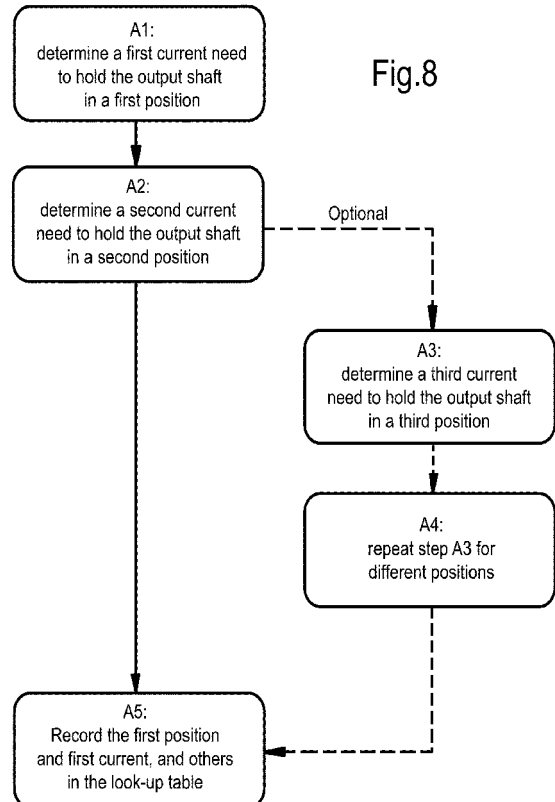 A1:
determine a first current need
to hold the output shaft
in a first position
Fig.8
A2:
determine a second current
need to hold the output shaft
in a second position
Optional
A3:
determine a third current
need to hold the output shaft
in a third position
A4:
repeat step A3 for
different positions
A5:
Record the first position
and first current, and others
in the look-up table